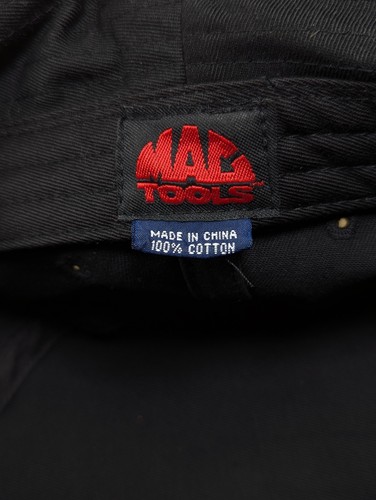 MAC
TOOLS
MADE IN CHINA
100% COTTON